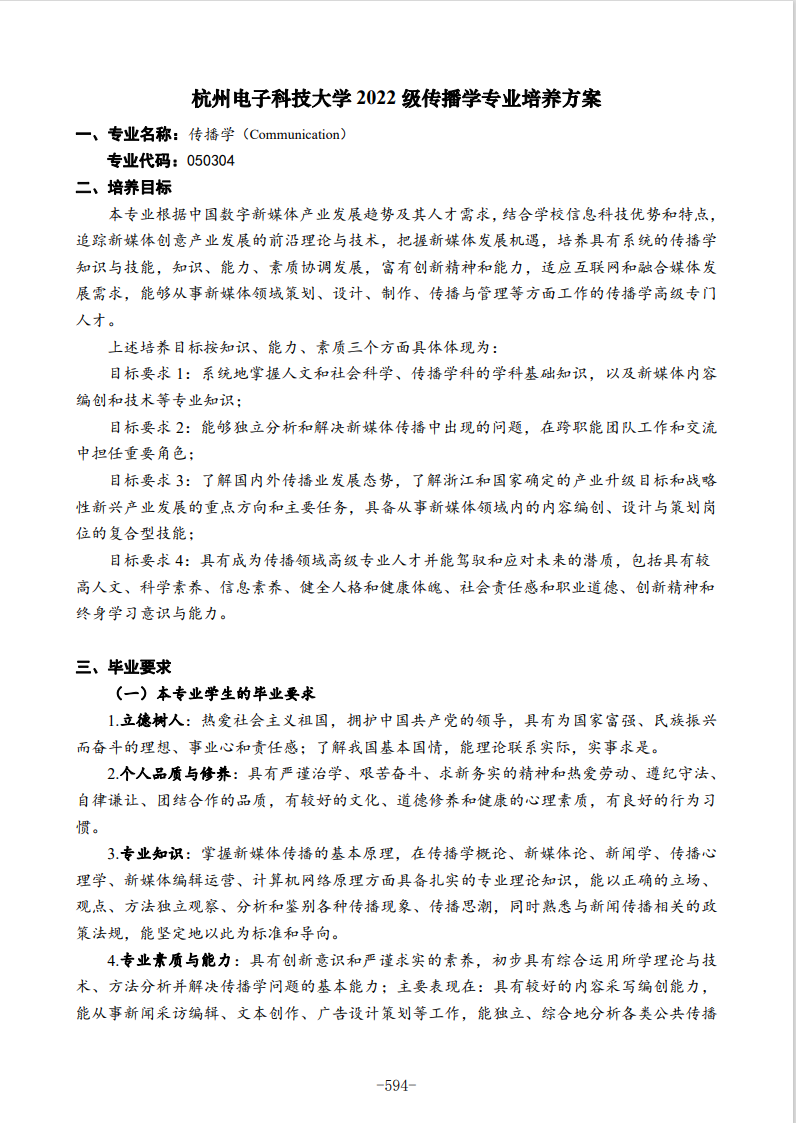 杭州电子科技大学 2022 级传播学专业培养方案
一、专业名称：传播学（Communication）
专业代码：050304
二、培养目标
本专业根据中国数字新媒体产业发展趋势及其人才需求，结合学校信息科技优势和特点，
追踪新媒体创意产业发展的前沿理论与技术，把握新媒体发展机遇，培养具有系统的传播学
知识与技能，知识、能力、素质协调发展，富有创新精神和能力，适应互联网和融合媒体发
展需求，能够从事新媒体领域策划、设计、制作、传播与管理等方面工作的传播学高级专门
人才。
上述培养目标按知识、能力、素质三个方面具体体现为：
目标要求 1：系统地掌握人文和社会科学、传播学科的学科基础知识，以及新媒体内容
编创和技术等专业知识；
目标要求 2：能够独立分析和解决新媒体传播中出现的问题，在跨职能团队工作和交流
中担任重要角色；
目标要求 3：了解国内外传播业发展态势，了解浙江和国家确定的产业升级目标和战略
性新兴产业发展的重点方向和主要任务，具备从事新媒体领域内的内容编创、设计与策划岗
位的复合型技能；
目标要求 4：具有成为传播领域高级专业人才并能驾驭和应对未来的潜质，包括具有较
高人文、科学素养、信息素养、健全人格和健康体魄、社会责任感和职业道德、创新精神和
终身学习意识与能力。
三、毕业要求
（一）本专业学生的毕业要求
1.立德树人：热爱社会主义祖国，拥护中国共产党的领导，具有为国家富强、民族振兴
而奋斗的理想、事业心和责任感；了解我国基本国情，能理论联系实际，实事求是。
2.个人品质与修养：具有严谨治学、艰苦奋斗、求新务实的精神和热爱劳动、遵纪守法、
自律谦让、团结合作的品质，有较好的文化、道德修养和健康的心理素质，有良好的行为习
惯。
3.专业知识：掌握新媒体传播的基本原理，在传播学概论、新媒体论、新闻学、传播心
理学、新媒体编辑运营、计算机网络原理方面具备扎实的专业理论知识，能以正确的立场、
观点、方法独立观察、分析和鉴别各种传播现象、传播思潮，同时熟悉与新闻传播相关的政
策法规，能坚定地以此为标准和导向。
4.专业素质与能力：具有创新意识和严谨求实的素养，初步具有综合运用所学理论与技
术、方法分析并解决传播学问题的基本能力；主要表现在：具有较好的内容采写编创能力，
能从事新闻采访编辑、文本创作、广告设计策划等工作，能独立、综合地分析各类公共传播
-594-